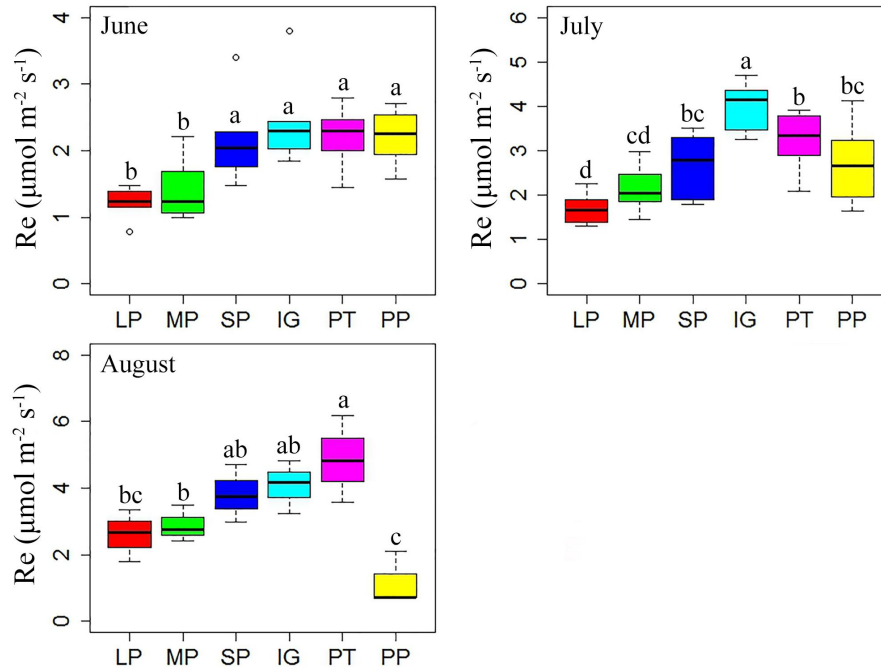 June
Re (μmol m⁻² s⁻¹)
4
3
2
1
0
b
b
a
a
a
a
LP MP SP IG PT PP
July
Re (μmol m⁻² s⁻¹)
6
5
4
3
2
1
0
d
cd
bc
a
b
bc
LP MP SP IG PT PP
August
Re (μmol m⁻² s⁻¹)
8
6
4
2
0
bc
b
ab
ab
a
c
LP MP SP IG PT PP